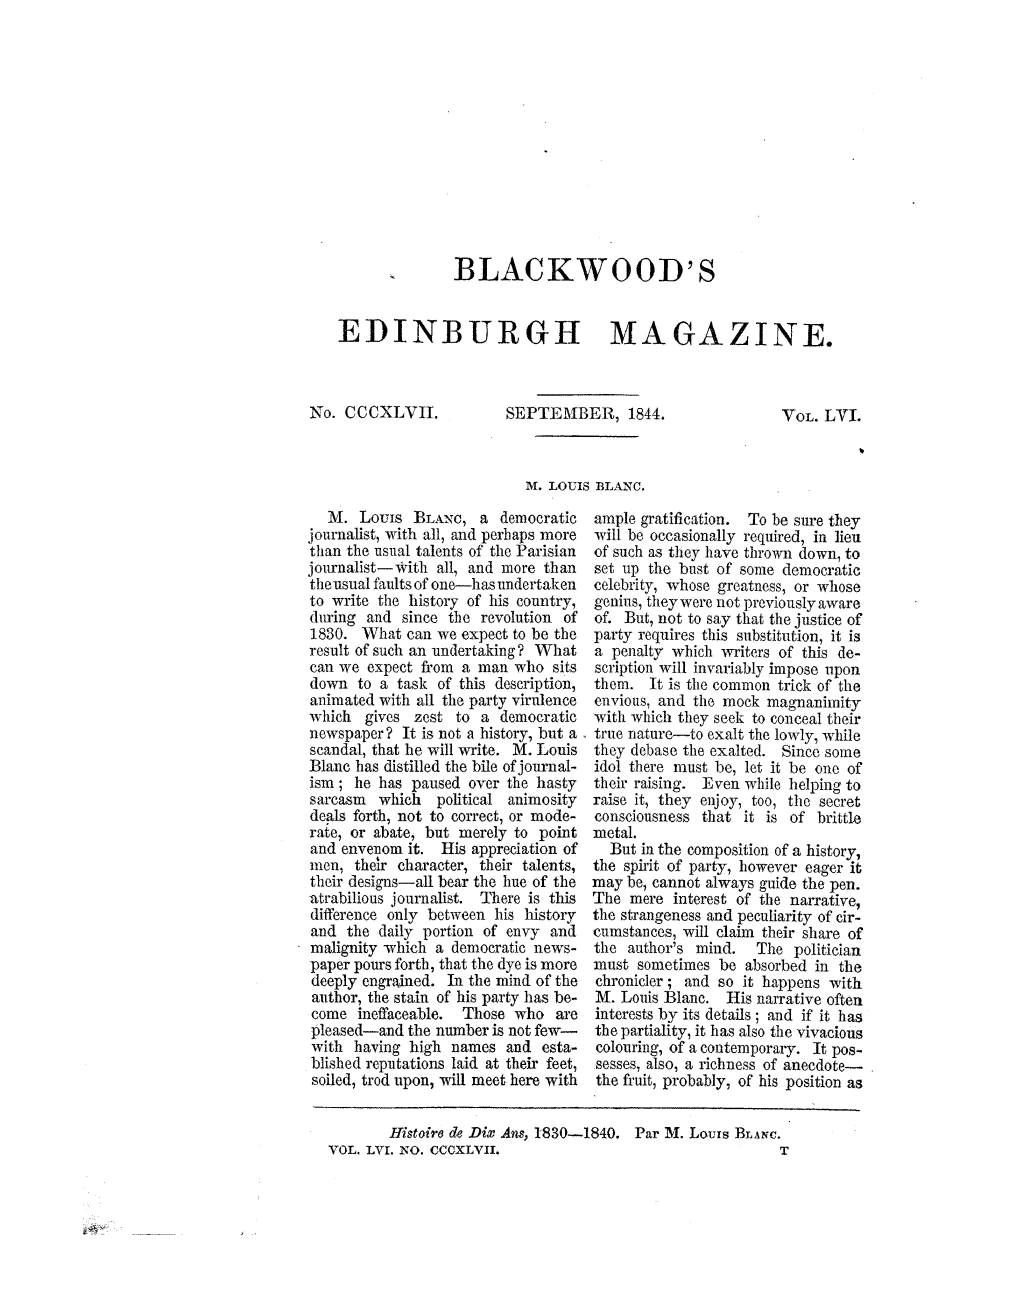 BLACKWOOD'S
EDINBURGH MAGAZINE.
No. CCCXLVII. SEPTEMBER, 1844. VOL. LVI.
M. LOUIS BLANC.
M. LOUIS BLANC, a democratic
journalist, with all, and perhaps more
than the usual talents of the Parisian
journalist—with all, and more than
the usual faults of one—has undertaken
to write the history of his country,
during and since the revolution of
1830. What can we expect to be the
result of such an undertaking? What
can we expect from a man who sits
down to a task of this description,
animated with all the party virulence
which gives zest to a democratic
newspaper? It is not a history, but a
scandal, that he will write. M. Louis
Blanc has distilled the bile of journal-
ism; he has paused over the hasty
sarcasm which political animosity
deals forth, not to correct, or mode-
rate, or abate, but merely to point
and envenom it. His appreciation of
men, their character, their talents,
their designs—all bear the hue of the
atrabilious journalist. There is this
difference only between his history
and the daily portion of envy and
malignity which a democratic news-
paper pours forth, that the dye is more
deeply engrained. In the mind of the
author, the stain of his party has be-
come ineffaceable. Those who are
pleased—and the number is not few—
with having high names and esta-
blished reputations laid at their feet,
soiled, trod upon, will meet here with
ample gratification. To be sure they
will be occasionally required, in lieu
of such as they have thrown down, to
set up the bust of some democratic
celebrity, whose greatness, or whose
genius, they were not previously aware
of. But, not to say that the justice of
party requires this substitution, it is
a penalty which writers of this de-
scription will invariably impose upon
them. It is the common trick of the
envious, and the mock magnanimity
with which they seek to conceal their
true nature—to exalt the lowly, while
they debase the exalted. Since some
idol there must be, let it be one of
their raising. Even while helping to
raise it, they enjoy, too, the secret
consciousness that it is of brittle
metal.
But in the composition of a history,
the spirit of party, however eager it
may be, cannot always guide the pen.
The mere interest of the narrative,
the strangeness and peculiarity of cir-
cumstances, will claim their share of
the author's mind. The politician
must sometimes be absorbed in the
chronicler; and so it happens with
M. Louis Blanc. His narrative often
interests by its details; and if it has
the partiality, it has also the vivacious
colouring, of a contemporary. It pos-
sesses, also, a richness of anecdote—
the fruit, probably, of his position as
Histoire de Dix Ans, 1830—1840. Par M. LOUIS BLANC.
VOL. LVI. NO. CCCXLVII. T